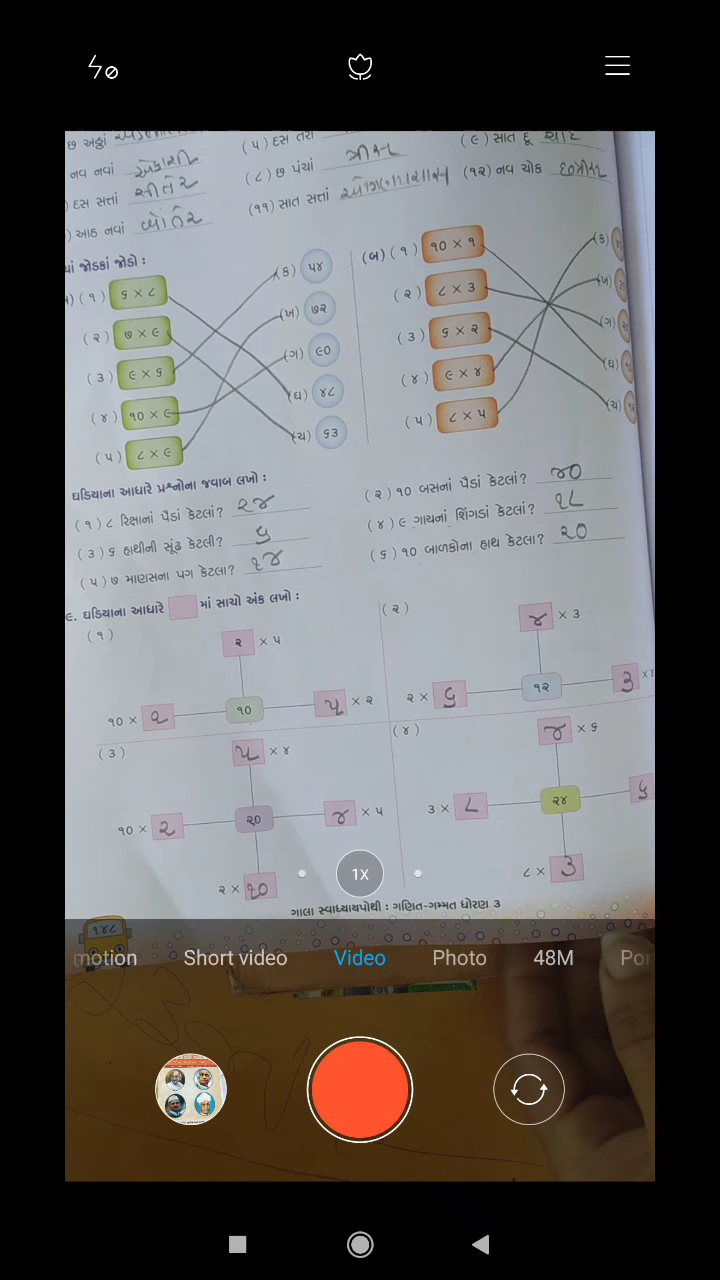 છ અઠ્ઠાં
(૫) દસ તરી
(૯) સાત દૂ ચૌદ
નવ નવાં એકાસી
(૮) છ પંચાં ત્રીસ
દસ સત્તાં સીતેર
(૧૧) સાત સત્તાં ઓગણપચાસ
(૧૨) નવ ચોક છત્રીસ
આઠ નવાં બોંતેર
જોડકાં જોડો :
(૧) ૬ × ૮
(ક) ૫૪
(૨) ૭ × ૯
(ખ) ૭૨
(૩) ૯ × ૬
(ગ) ૯૦
(૪) ૧૦ × ૯
(ઘ) ૪૮
(૫) ૮ × ૯
(ચ) ૬૩
(બ) (૧) ૧૦ × ૧
(ક)
(૨) ૮ × ૩
(ખ)
(૩) ૬ × ૨
(ગ)
(૪) ૯ × ૪
(ઘ)
(૫) ૮ × ૫
(ચ)
ઘડિયાના આધારે પ્રશ્નોના જવાબ લખો :
(૧) ૮ રિક્ષાનાં પૈડાં કેટલાં? ૨૪
(૨) ૧૦ બસનાં પૈડાં કેટલાં? ૪૦
(૩) ૬ હાથીની સૂંઢ કેટલી? ૬
(૪) ૯ ગાયનાં શિંગડાં કેટલાં? ૧૮
(૫) ૭ માણસના પગ કેટલા? ૧૪
(૬) ૧૦ બાળકોના હાથ કેટલા? ૨૦
૯. ઘડિયાના આધારે માં સાચો અંક લખો :
(૧)
૨ × ૫
૧૦ × ૨ ૧૦ ૫ × ૨
(૨)
૪ × ૩
૨ × ૬ ૧૨ ૩ ×
(૩)
૫ × ૪
૧૦ × ૨ ૨૦ ૪ × ૫
૨ × ૧૦
(૪)
૪ × ૬
૩ × ૮ ૨૪ ૬
૮ × ૩
1X
ગાલા સ્વાધ્યાયપોથી : ગણિત-ગમ્મત ધોરણ ૩
૧૪૮
motion Short video Video Photo 48M Por